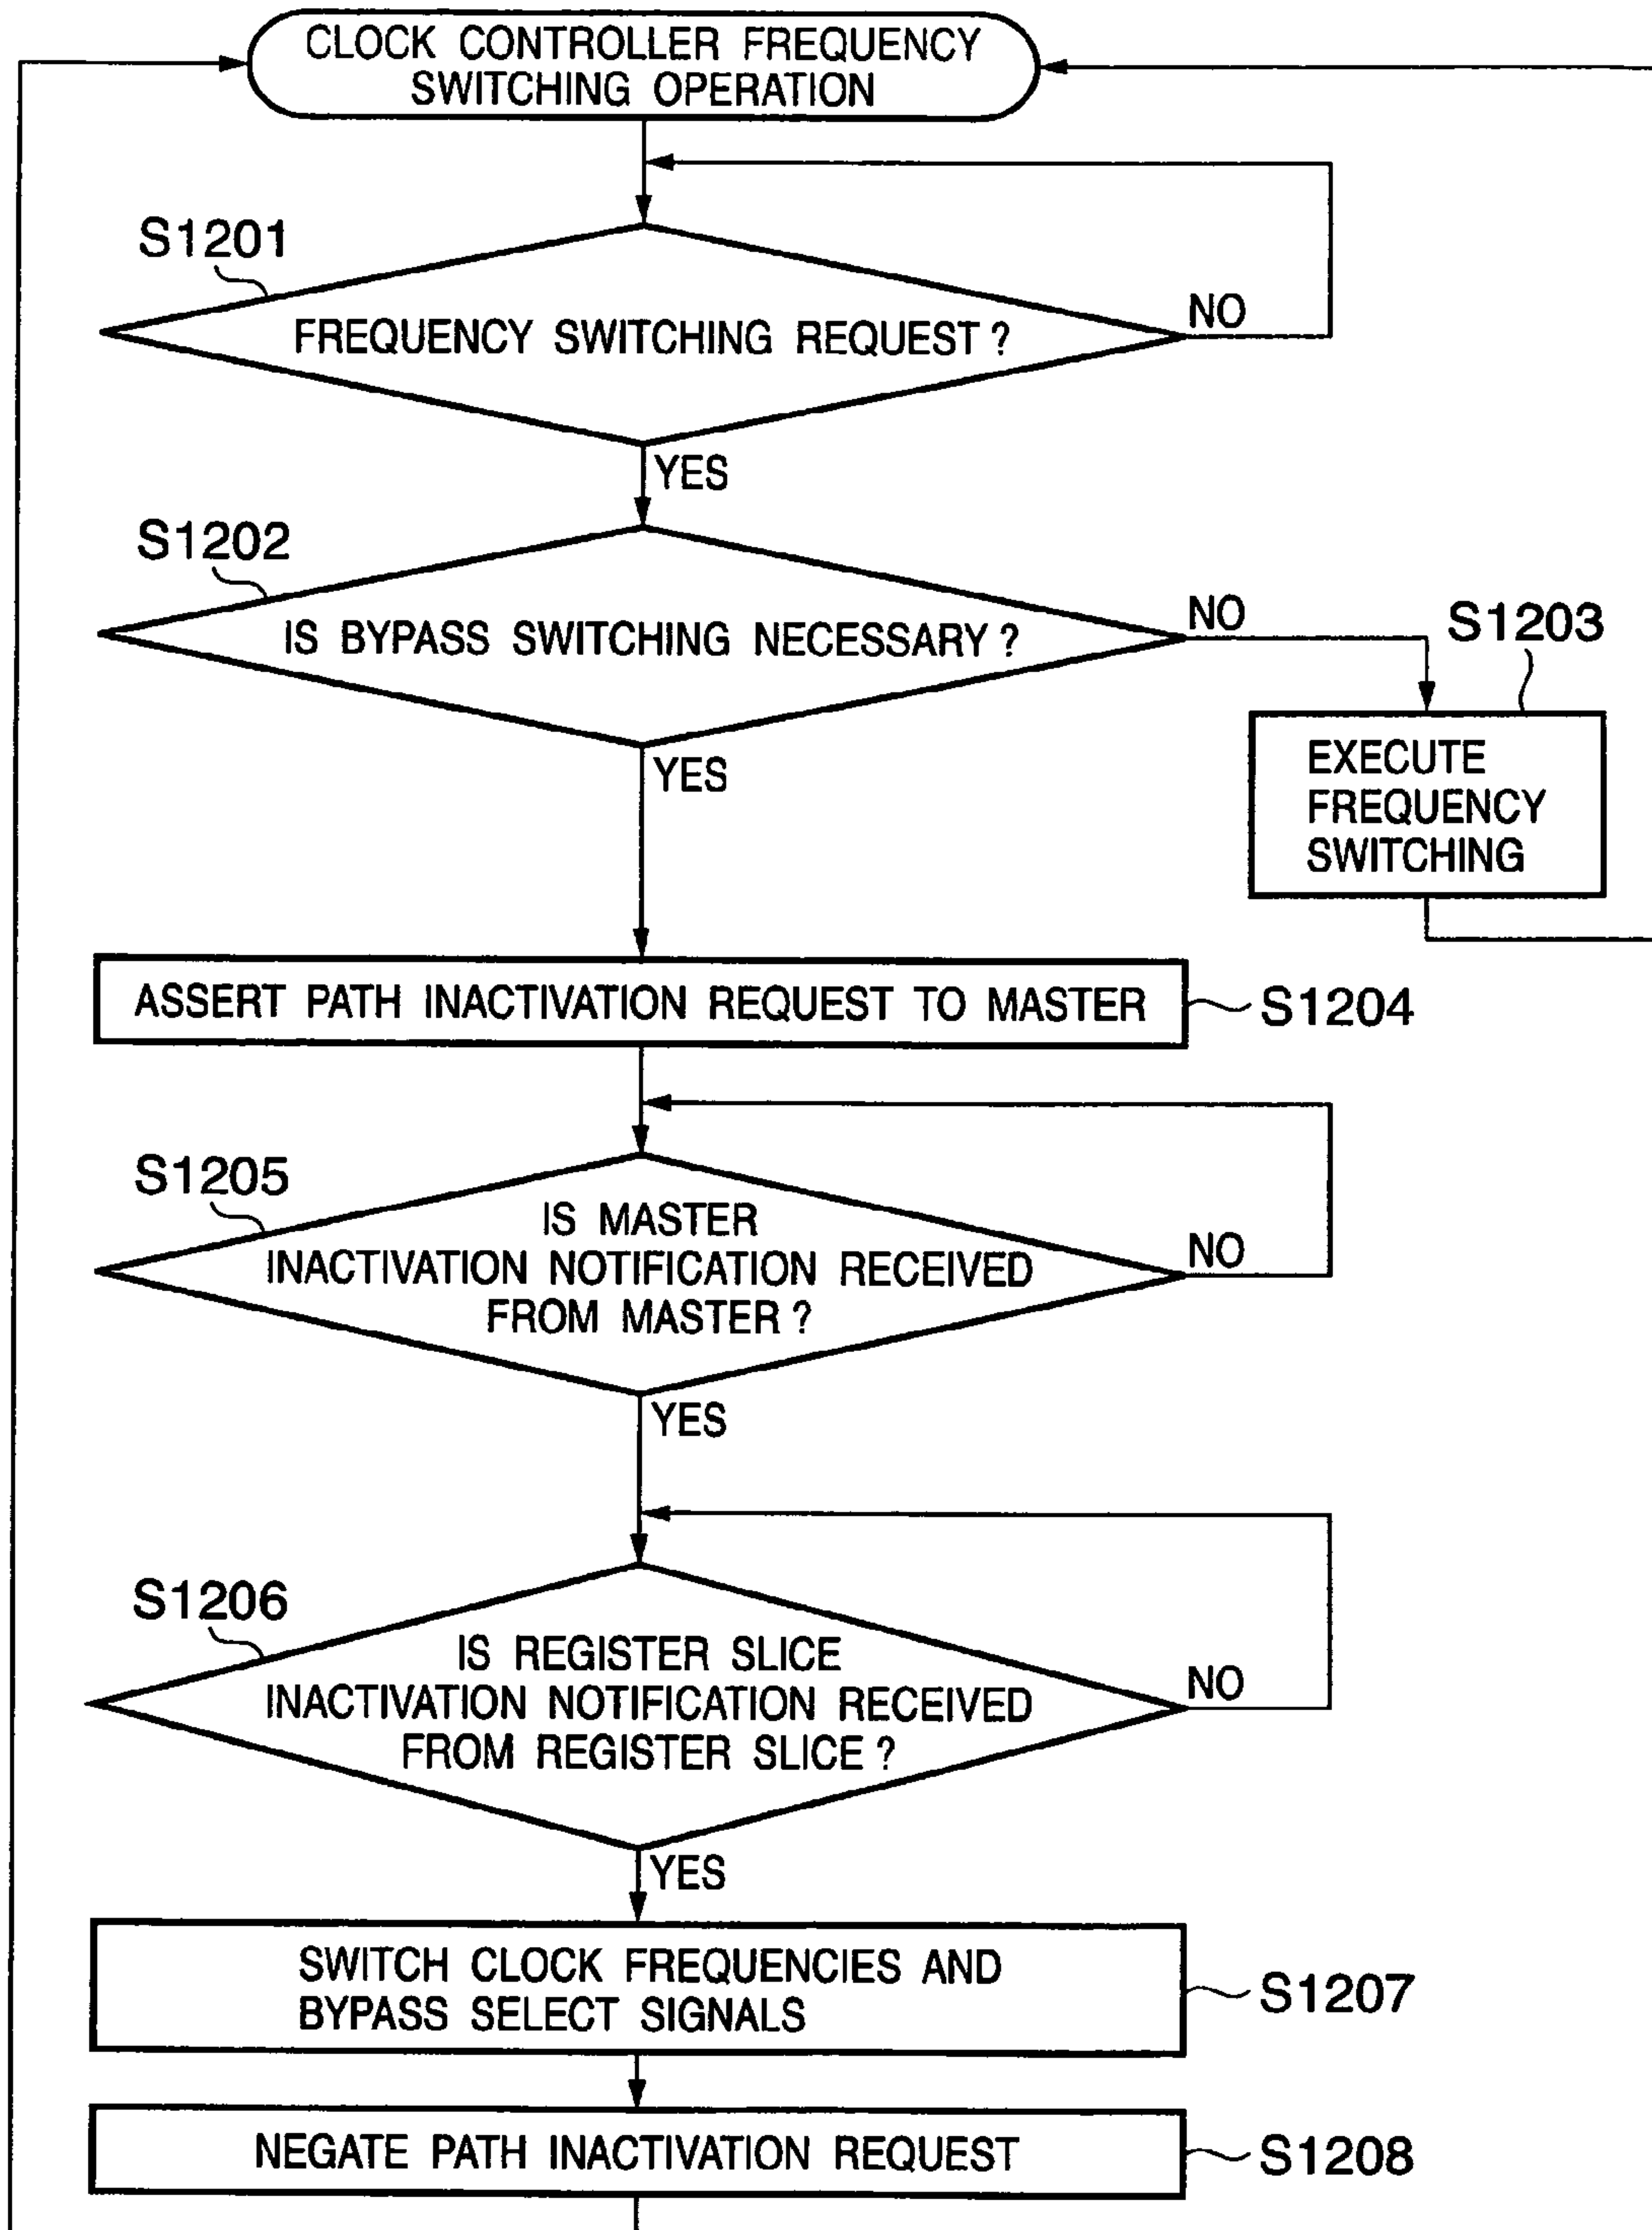 CLOCK CONTROLLER FREQUENCY
SWITCHING OPERATION
S1201
FREQUENCY SWITCHING REQUEST ?
NO
YES
S1202
IS BYPASS SWITCHING NECESSARY ?
NO
S1203
YES
EXECUTE
FREQUENCY
SWITCHING
ASSERT PATH INACTIVATION REQUEST TO MASTER
S1204
S1205
IS MASTER
INACTIVATION NOTIFICATION RECEIVED
FROM MASTER ?
NO
YES
S1206
IS REGISTER SLICE
INACTIVATION NOTIFICATION RECEIVED
FROM REGISTER SLICE ?
NO
YES
SWITCH CLOCK FREQUENCIES AND
BYPASS SELECT SIGNALS
S1207
NEGATE PATH INACTIVATION REQUEST
S1208